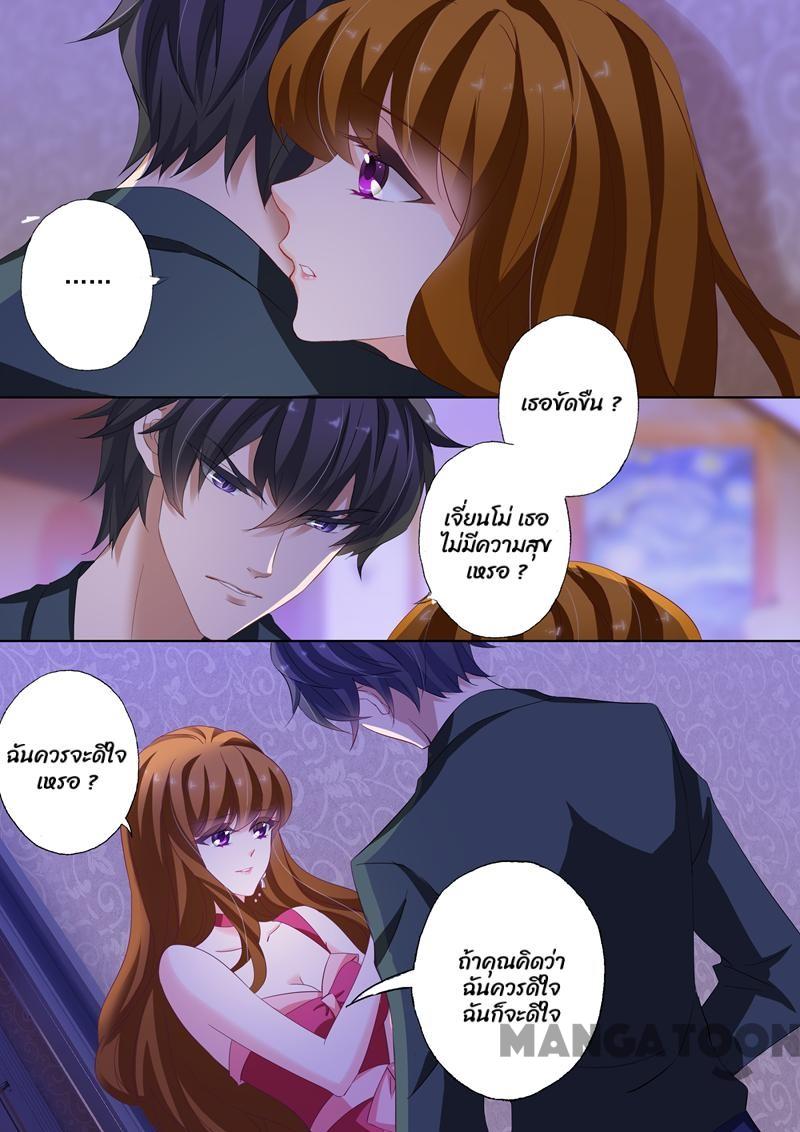 ......
เธอขัดขืน ?
เจี่ยนโม่ เธอ
ไม่มีความสุข
เหรอ ?
ฉันควรจะดีใจ
เหรอ ?
ถ้าคุณคิดว่า
ฉันควรดีใจ
ฉันก็จะดีใจ
MANGATOON